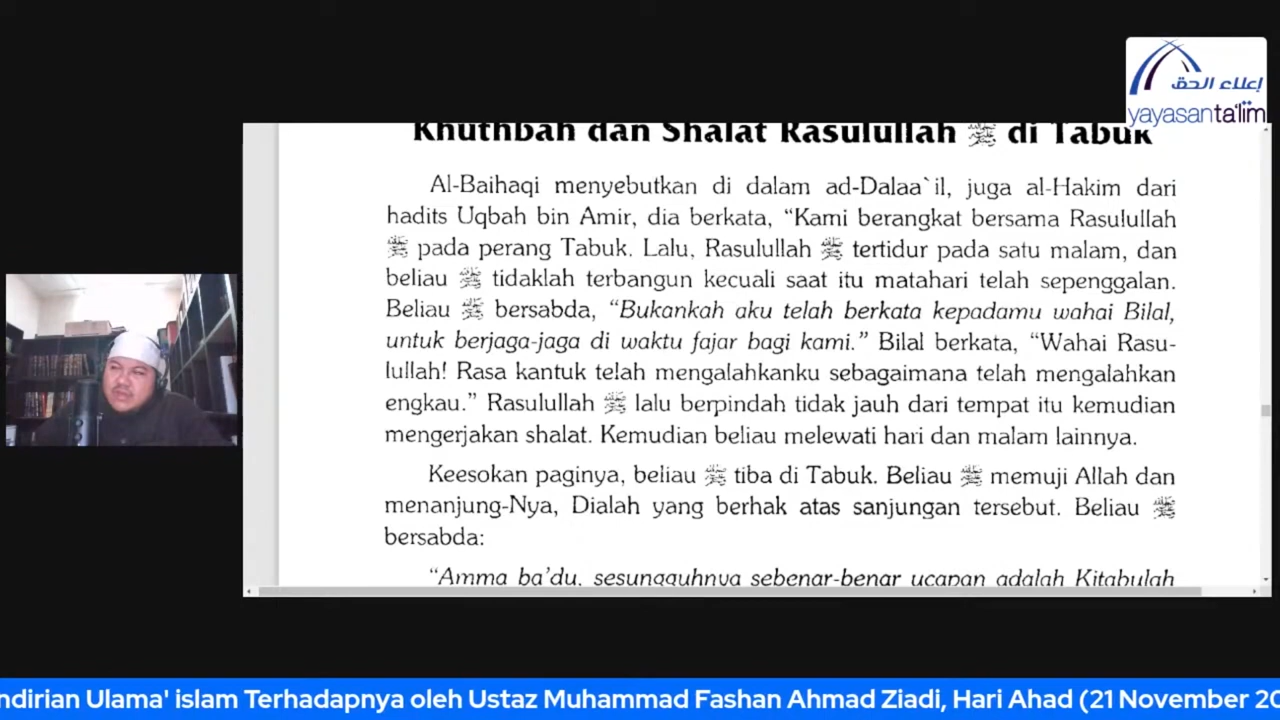 إعلاء الحق
yayasanta'lim
Khuthbah dan Shalat Rasulullah ﷺ di Tabuk
Al-Baihaqi menyebutkan di dalam ad-Dalaa`il, juga al-Hakim dari
hadits Uqbah bin Amir, dia berkata, “Kami berangkat bersama Rasulullah
ﷺ pada perang Tabuk. Lalu, Rasulullah ﷺ tertidur pada satu malam, dan
beliau ﷺ tidaklah terbangun kecuali saat itu matahari telah sepenggalan.
Beliau ﷺ bersabda, “Bukankah aku telah berkata kepadamu wahai Bilal,
untuk berjaga-jaga di waktu fajar bagi kami.” Bilal berkata, “Wahai Rasu-
lullah! Rasa kantuk telah mengalahkanku sebagaimana telah mengalahkan
engkau.” Rasulullah ﷺ lalu berpindah tidak jauh dari tempat itu kemudian
mengerjakan shalat. Kemudian beliau melewati hari dan malam lainnya.
Keesokan paginya, beliau ﷺ tiba di Tabuk. Beliau ﷺ memuji Allah dan
menanjung-Nya, Dialah yang berhak atas sanjungan tersebut. Beliau ﷺ
bersabda:
“Amma ba’du, sesungguhnya sebenar-benar ucapan adalah Kitabulah
ndirian Ulama' islam Terhadapnya oleh Ustaz Muhammad Fashan Ahmad Ziadi, Hari Ahad (21 November 20